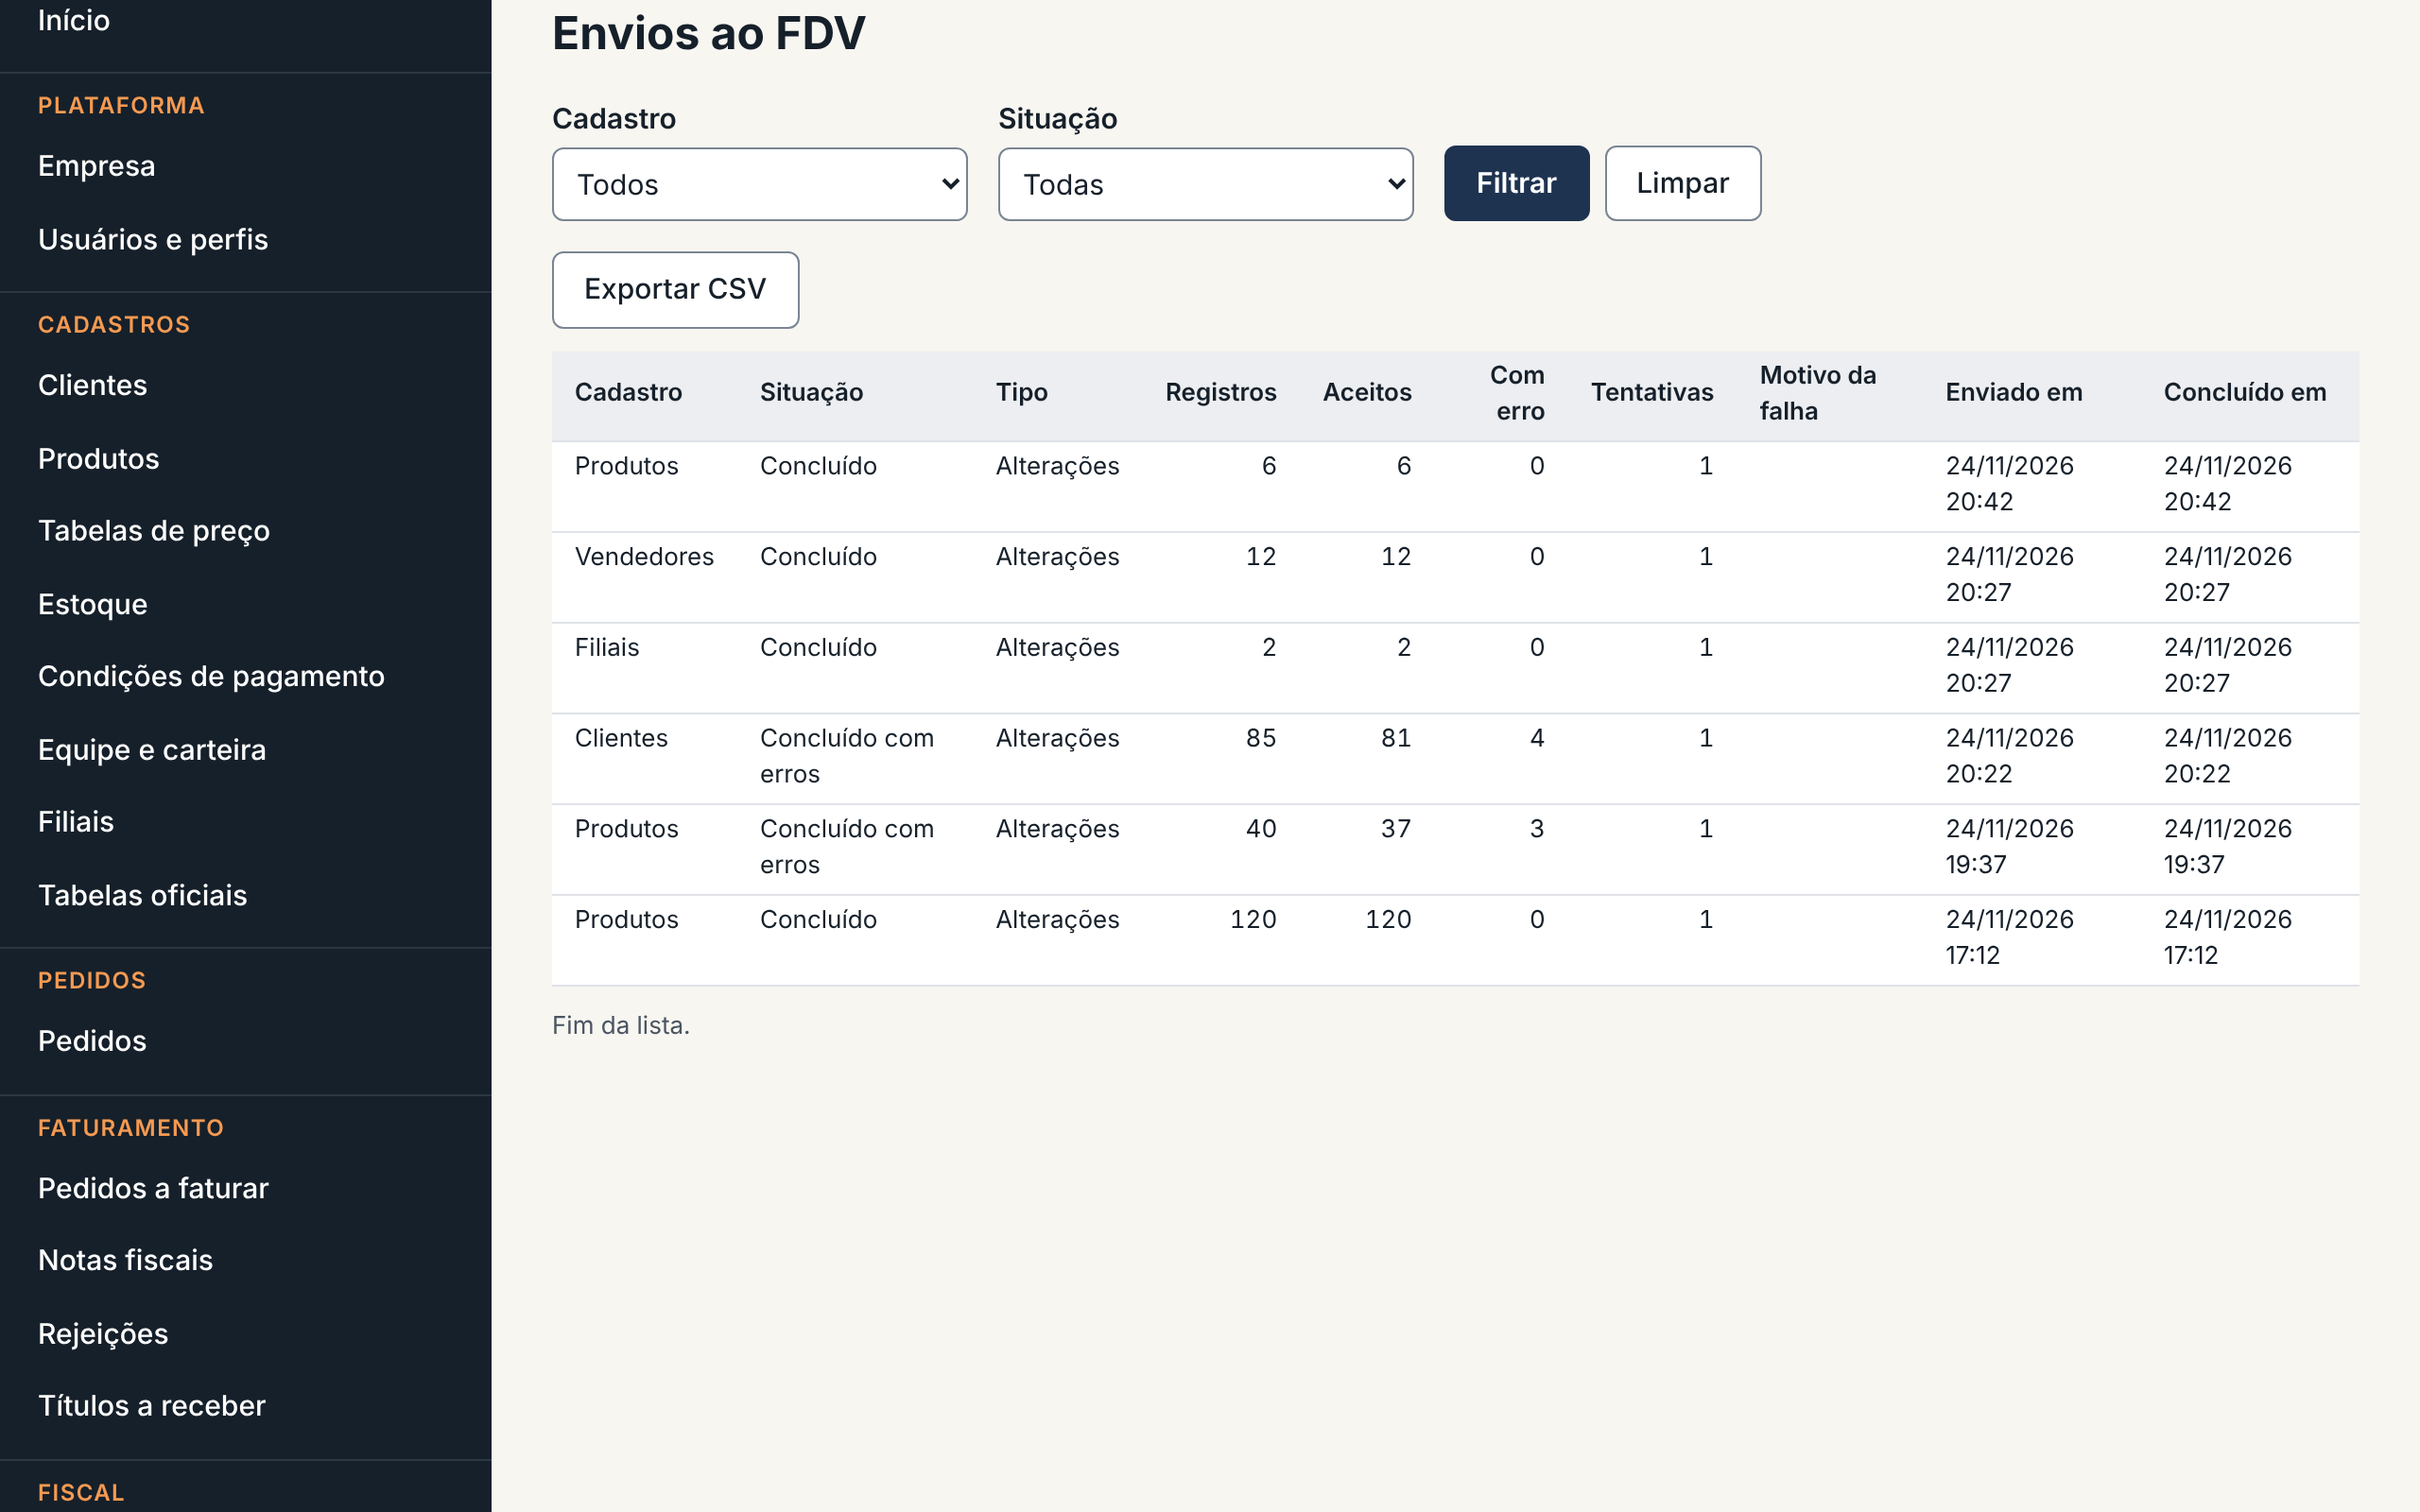 Início
PLATAFORMA
Empresa
Usuários e perfis
CADASTROS
Clientes
Produtos
Tabelas de preço
Estoque
Condições de pagamento
Equipe e carteira
Filiais
Tabelas oficiais
PEDIDOS
Pedidos
FATURAMENTO
Pedidos a faturar
Notas fiscais
Rejeições
Títulos a receber
FISCAL
Envios ao FDV
Cadastro Situação
Todos Todas Filtrar Limpar
Exportar CSV
Cadastro Situação Tipo Registros Aceitos Com erro Tentativas Motivo da falha Enviado em Concluído em
Produtos Concluído Alterações 6 6 0 1 24/11/2026 20:42 24/11/2026 20:42
Vendedores Concluído Alterações 12 12 0 1 24/11/2026 20:27 24/11/2026 20:27
Filiais Concluído Alterações 2 2 0 1 24/11/2026 20:27 24/11/2026 20:27
Clientes Concluído com erros Alterações 85 81 4 1 24/11/2026 20:22 24/11/2026 20:22
Produtos Concluído com erros Alterações 40 37 3 1 24/11/2026 19:37 24/11/2026 19:37
Produtos Concluído Alterações 120 120 0 1 24/11/2026 17:12 24/11/2026 17:12
Fim da lista.